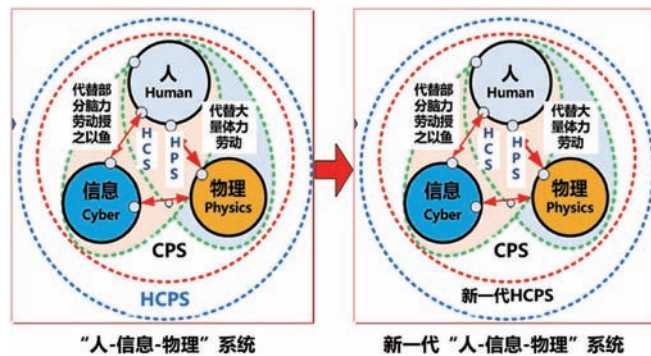 人
Human
代替部
分脑力
劳动授
之以鱼
代替大
量体力
劳动
HCS
HPS
信息
Cyber
物理
Physics
CPS
HCPS
“人-信息-物理”系统
人
Human
代替部
分脑力
劳动授
之以鱼
代替大
量体力
劳动
HCS
HPS
信息
Cyber
物理
Physics
CPS
新一代HCPS
新一代“人-信息-物理”系统